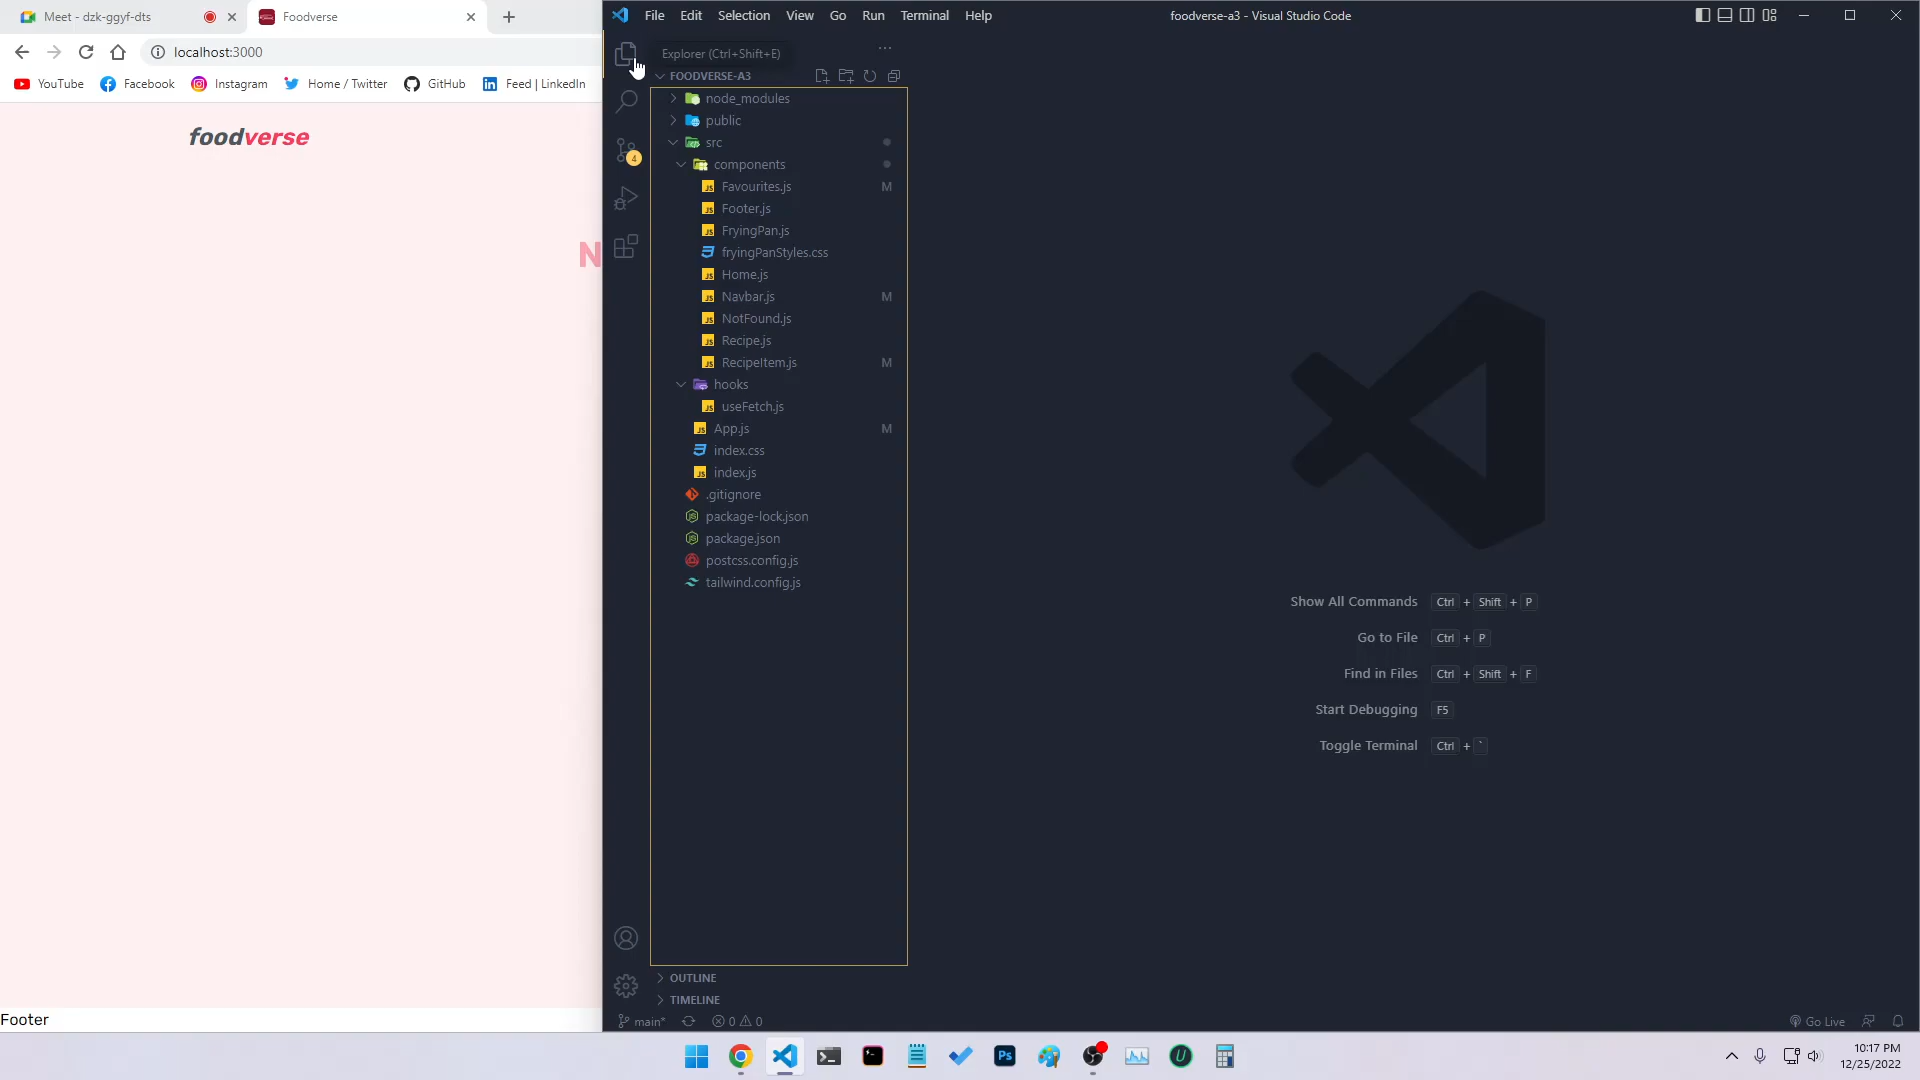 Meet - dzk-ggyf-dts
Foodverse
localhost:3000
YouTube
Facebook
Instagram
Home / Twitter
GitHub
Feed | LinkedIn
foodverse
N
Footer
File Edit Selection View Go Run Terminal Help
foodverse-a3 - Visual Studio Code
Explorer (Ctrl+Shift+E)
FOODVERSE-A3
node_modules
public
src
components
Favourites.js M
Footer.js
FryingPan.js
fryingPanStyles.css
Home.js
Navbar.js M
NotFound.js
Recipe.js
RecipeItem.js M
hooks
useFetch.js
App.js M
index.css
index.js
.gitignore
package-lock.json
package.json
postcss.config.js
tailwind.config.js
4
OUTLINE
TIMELINE
Show All Commands Ctrl + Shift + P
Go to File Ctrl + P
Find in Files Ctrl + Shift + F
Start Debugging F5
Toggle Terminal Ctrl + `
main* 0 0
Go Live
Ps
10:17 PM
12/25/2022